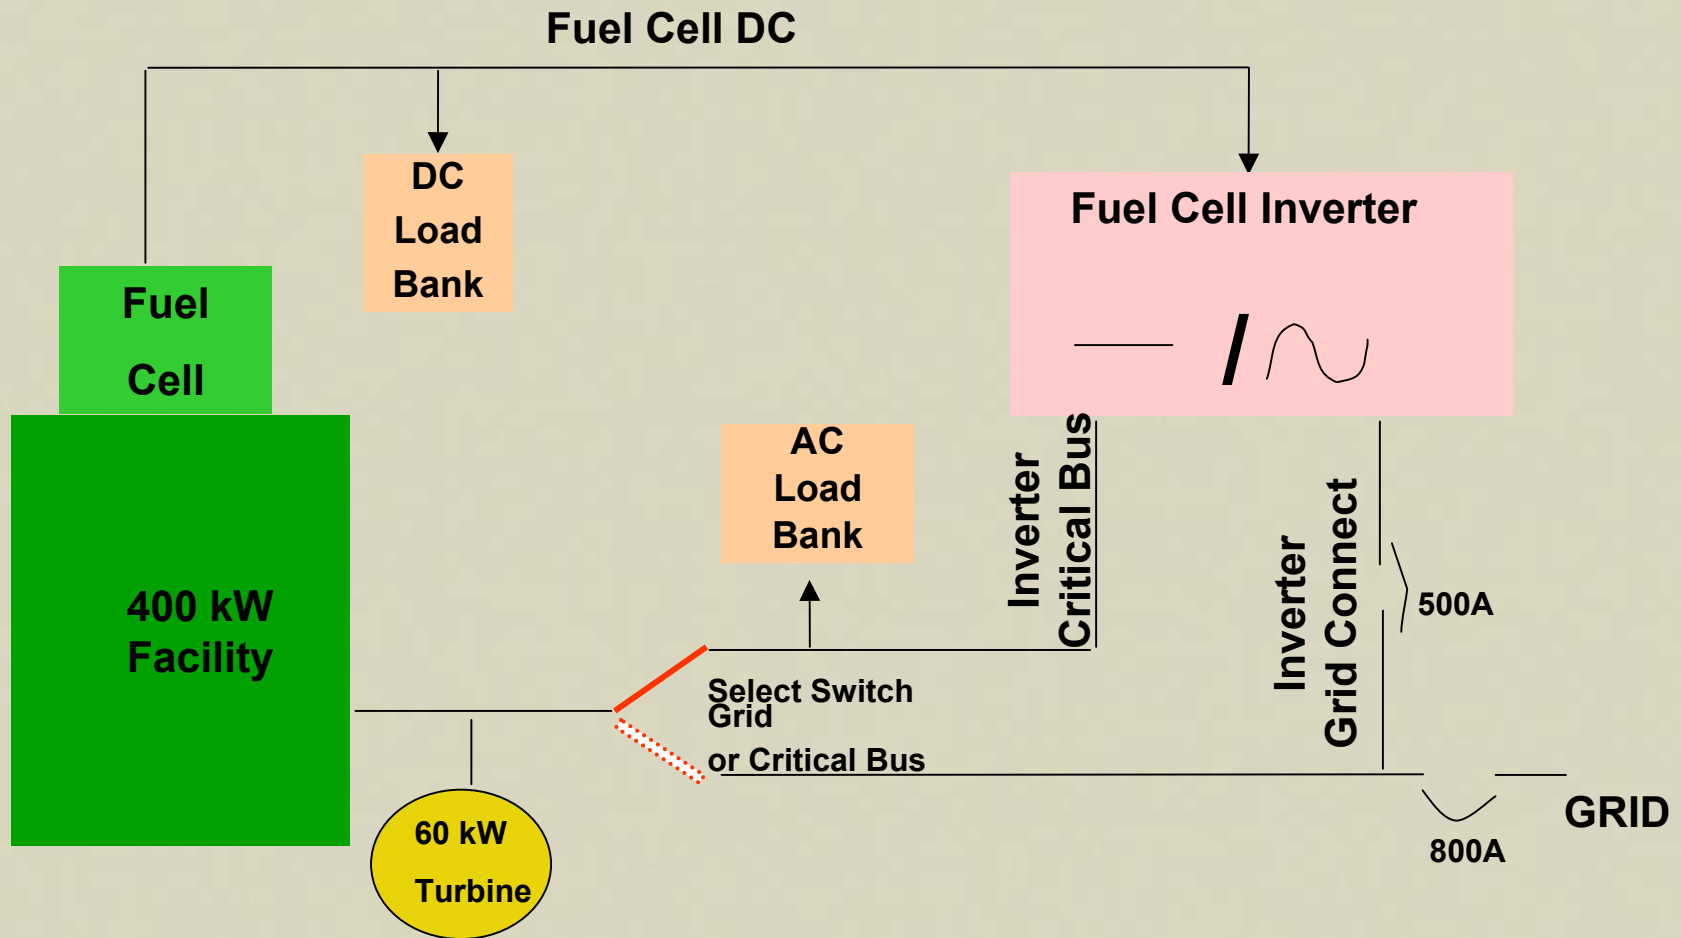 Fuel Cell DC
DC
Load
Bank
Fuel Cell Inverter
Fuel
Cell
AC
Load
Bank
Inverter
Critical Bus
Inverter
Grid Connect
500A
400 kW
Facility
Select Switch
Grid
or Critical Bus
60 kW
Turbine
GRID
800A